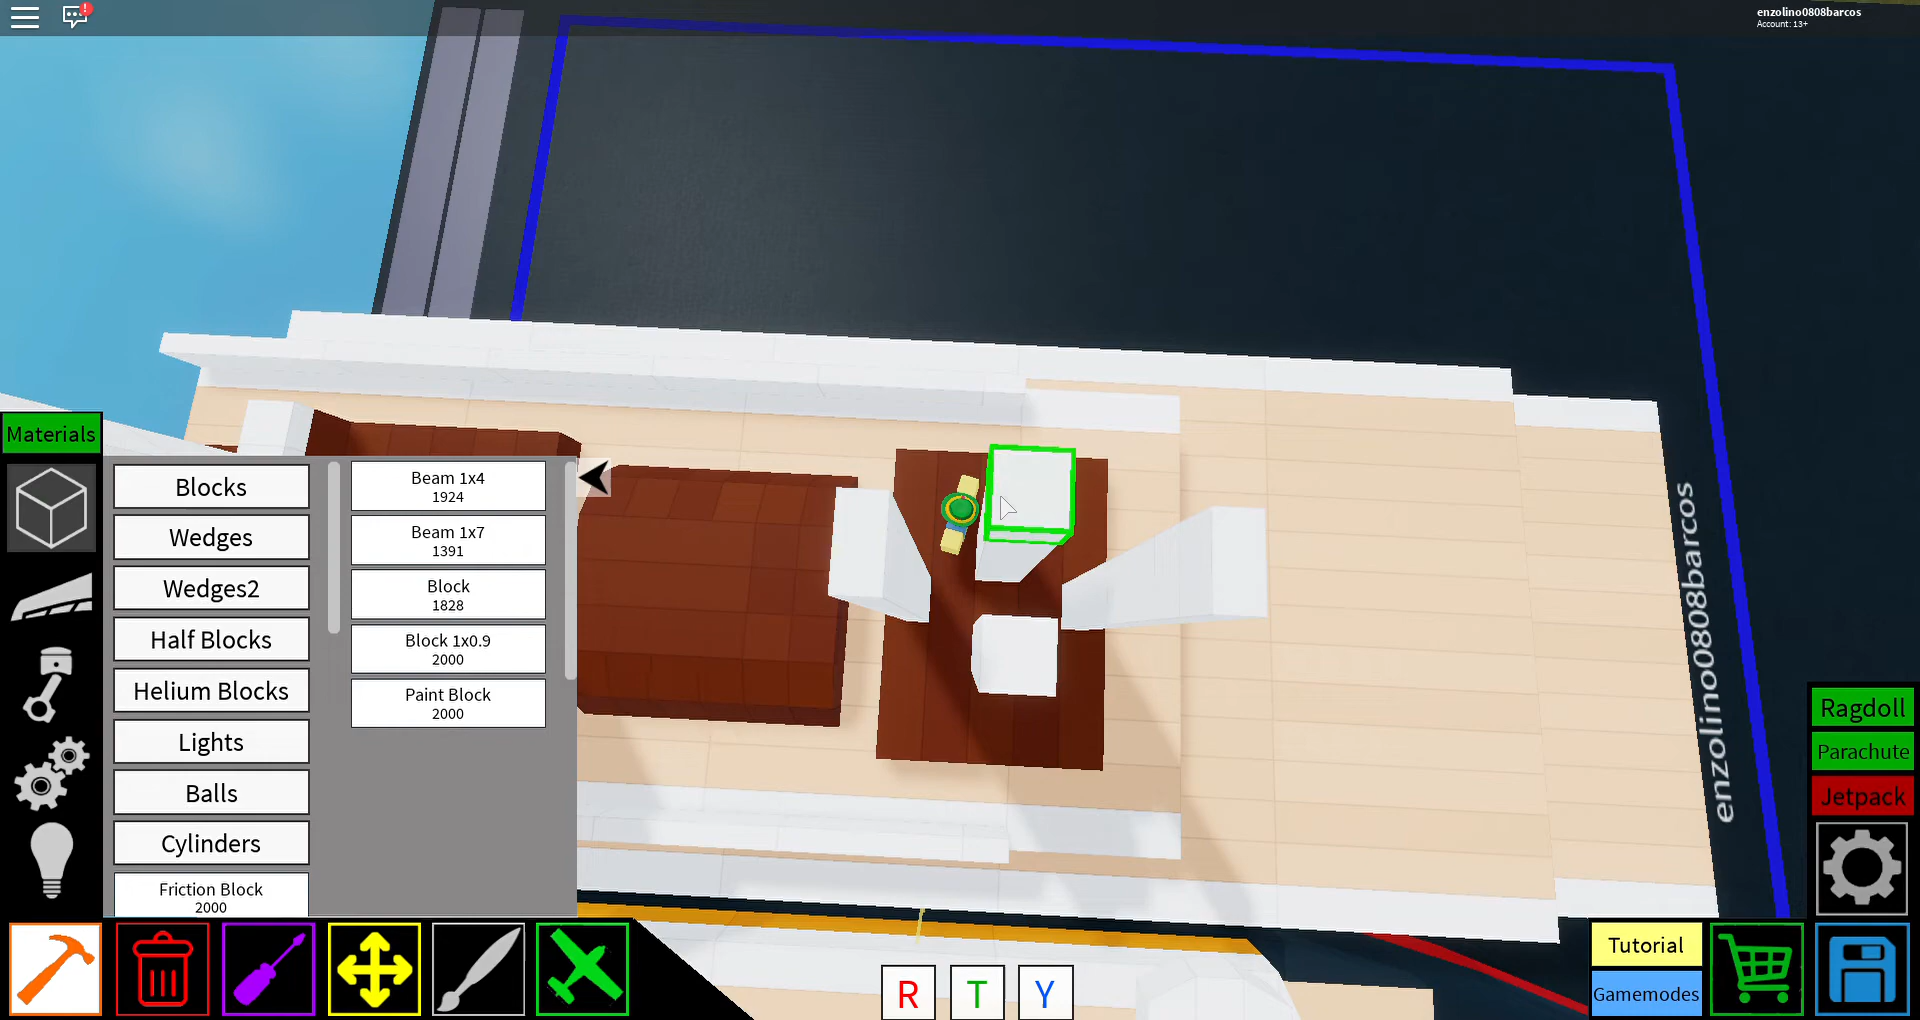 enzolino0808barcos
Account: 13+
Materials
Blocks
Wedges
Wedges2
Half Blocks
Helium Blocks
Lights
Balls
Cylinders
Friction Block
2000
Beam 1x4
1924
Beam 1x7
1391
Block
1828
Block 1x0.9
2000
Paint Block
2000
enzolino0808barcos
Ragdoll
Parachute
Jetpack
R
T
Y
Tutorial
Gamemodes